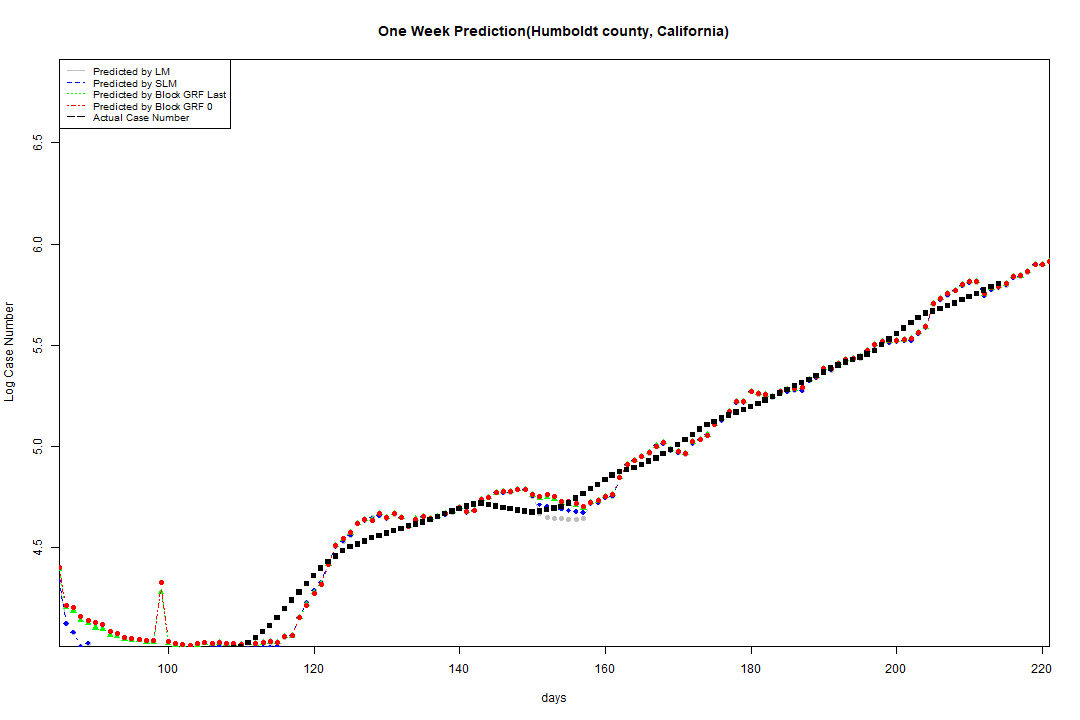 One Week Prediction(Humboldt county, California)
Predicted by LM
Predicted by SLM
Predicted by Block GRF Last
Predicted by Block GRF 0
Actual Case Number
6.5
6.0
5.5
5.0
4.5
Log Case Number
100 120 140 160 180 200 220
days